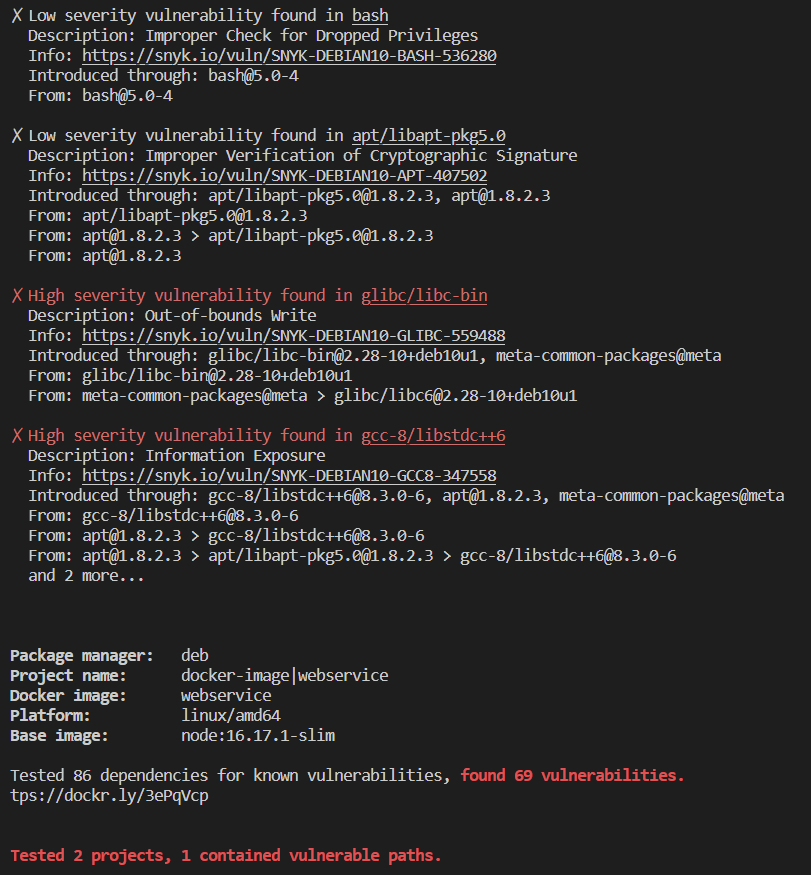 ✗ Low severity vulnerability found in bash
Description: Improper Check for Dropped Privileges
Info: https://snyk.io/vuln/SNYK-DEBIAN10-BASH-536280
Introduced through: bash@5.0-4
From: bash@5.0-4
✗ Low severity vulnerability found in apt/libapt-pkg5.0
Description: Improper Verification of Cryptographic Signature
Info: https://snyk.io/vuln/SNYK-DEBIAN10-APT-407502
Introduced through: apt/libapt-pkg5.0@1.8.2.3, apt@1.8.2.3
From: apt/libapt-pkg5.0@1.8.2.3
From: apt@1.8.2.3 > apt/libapt-pkg5.0@1.8.2.3
From: apt@1.8.2.3
✗ High severity vulnerability found in glibc/libc-bin
Description: Out-of-bounds Write
Info: https://snyk.io/vuln/SNYK-DEBIAN10-GLIBC-559488
Introduced through: glibc/libc-bin@2.28-10+deb10u1, meta-common-packages@meta
From: glibc/libc-bin@2.28-10+deb10u1
From: meta-common-packages@meta > glibc/libc6@2.28-10+deb10u1
✗ High severity vulnerability found in gcc-8/libstdc++6
Description: Information Exposure
Info: https://snyk.io/vuln/SNYK-DEBIAN10-GCC8-347558
Introduced through: gcc-8/libstdc++6@8.3.0-6, apt@1.8.2.3, meta-common-packages@meta
From: gcc-8/libstdc++6@8.3.0-6
From: apt@1.8.2.3 > gcc-8/libstdc++6@8.3.0-6
From: apt@1.8.2.3 > apt/libapt-pkg5.0@1.8.2.3 > gcc-8/libstdc++6@8.3.0-6
and 2 more...
Package manager: deb
Project name: docker-image|webservice
Docker image: webservice
Platform: linux/amd64
Base image: node:16.17.1-slim
Tested 86 dependencies for known vulnerabilities, found 69 vulnerabilities.
tps://dockr.ly/3ePqVcp
Tested 2 projects, 1 contained vulnerable paths.